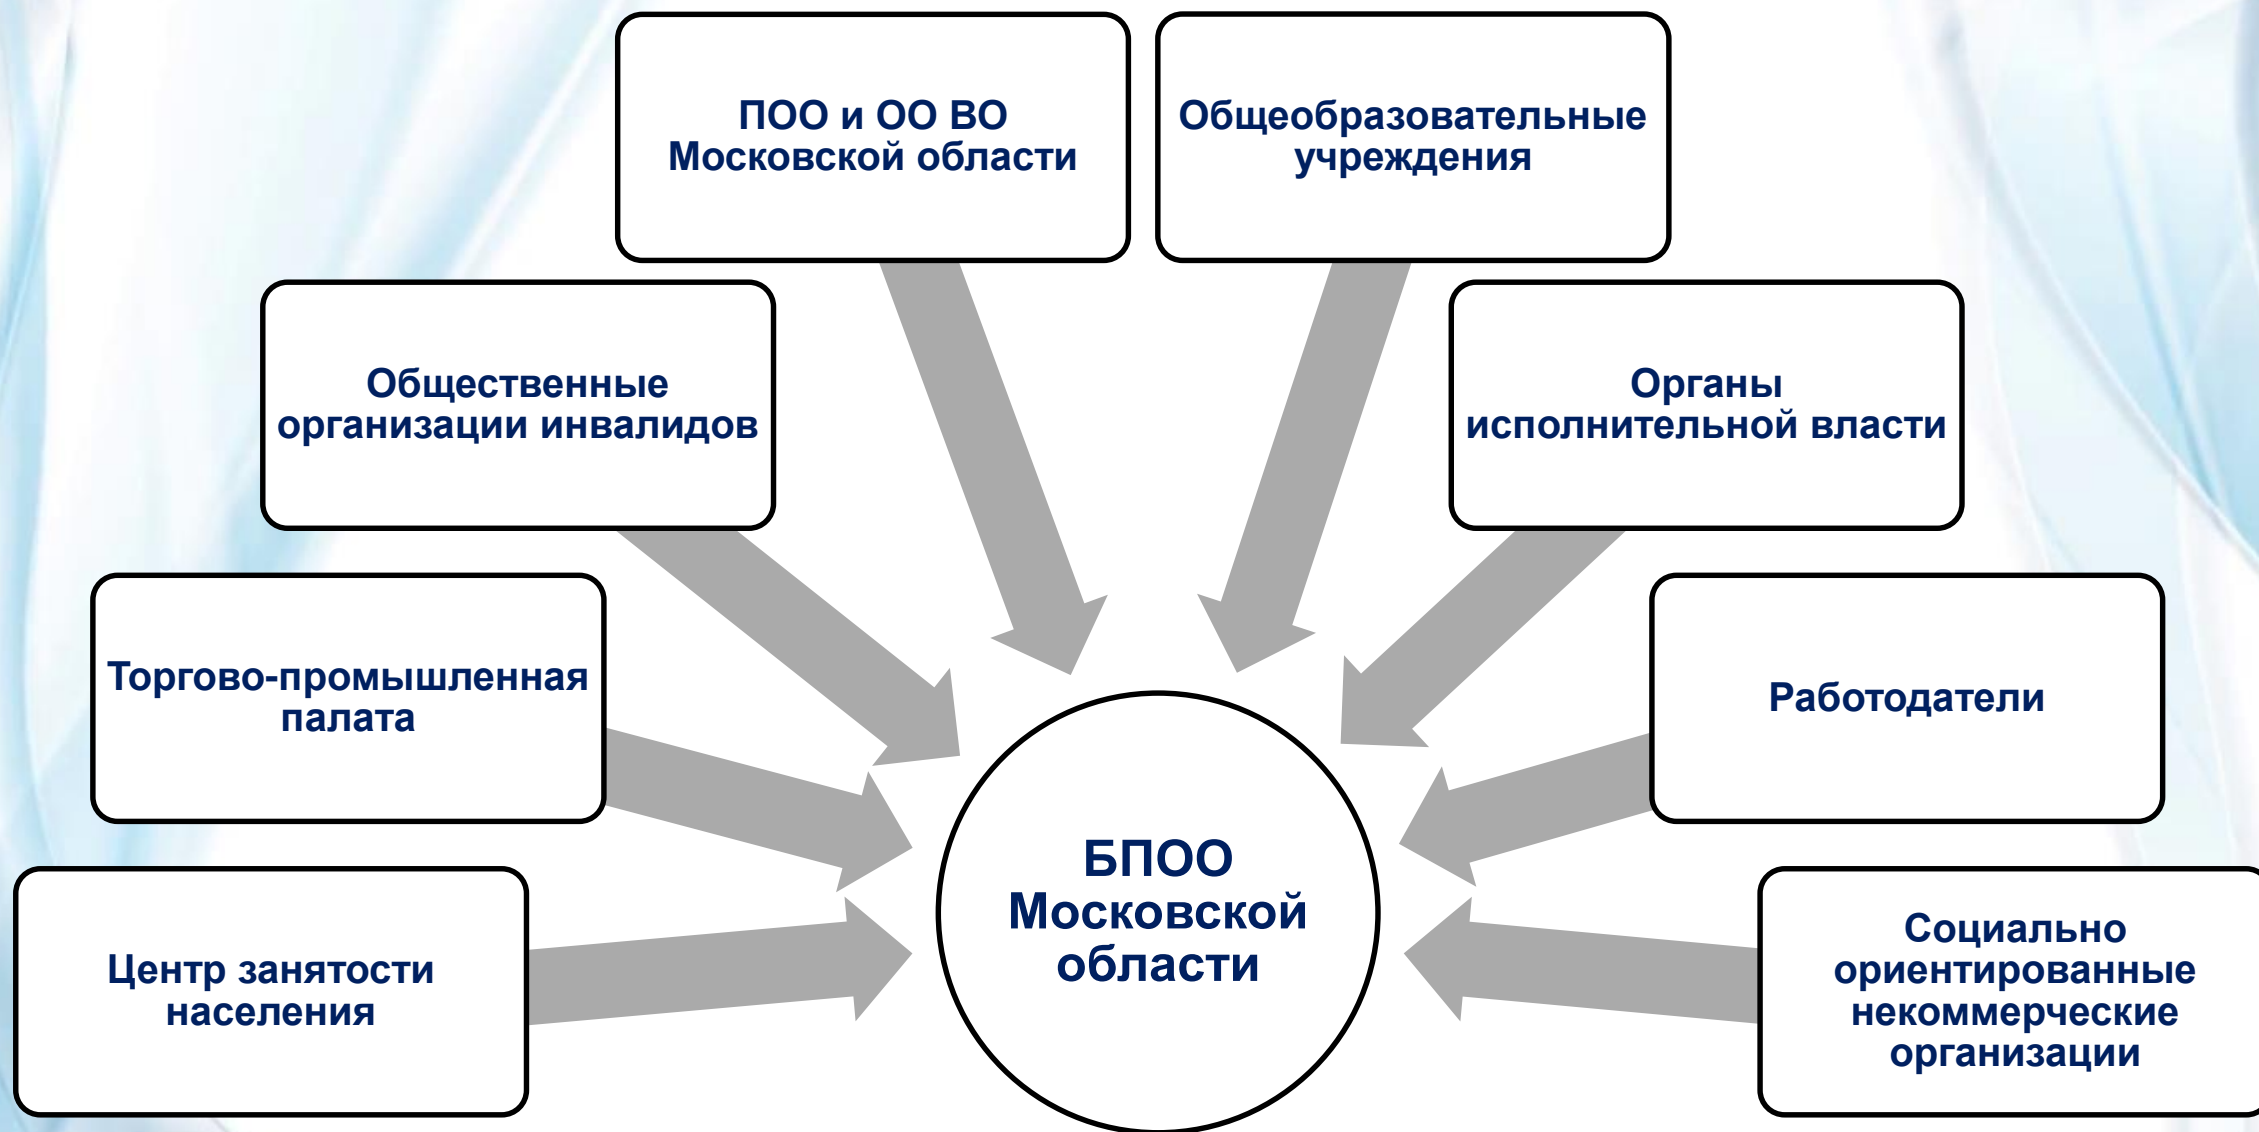 ПОО и ОО ВО
Московской области
Общеобразовательные
учреждения
Общественные
организации инвалидов
Органы
исполнительной власти
Торгово-промышленная
палата
Работодатели
Центр занятости
населения
БПОО
Московской
области
Социально
ориентированные
некоммерческие
организации